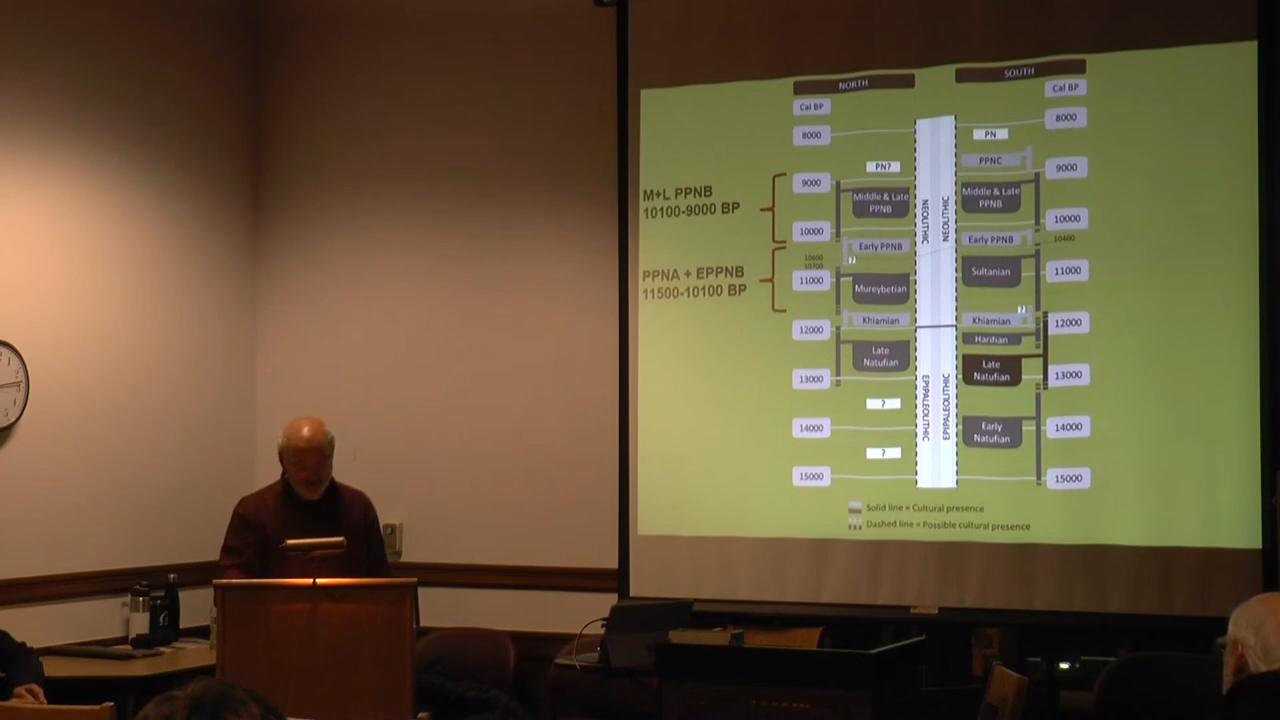 NORTH
SOUTH
Cal BP
Cal BP
8000
8000
PN
PN?
PPNC
9000
9000
M+L PPNB
10100-9000 BP
Middle & Late
PPNB
Middle & Late
PPNB
NEOLITHIC
NEOLITHIC
10000
10000
Early PPNB
Early PPNB
10400
10600
10700
?
PPNA + EPPNB
11500-10100 BP
11000
Mureybetian
Sultanian
11000
?
Khiamian
Khiamian
12000
12000
Harifian
Late
Natufian
Late
Natufian
13000
13000
EPIPALEOLITHIC
EPIPALEOLITHIC
?
14000
Early
Natufian
14000
?
15000
15000
Solid line = Cultural presence
Dashed line = Possible cultural presence